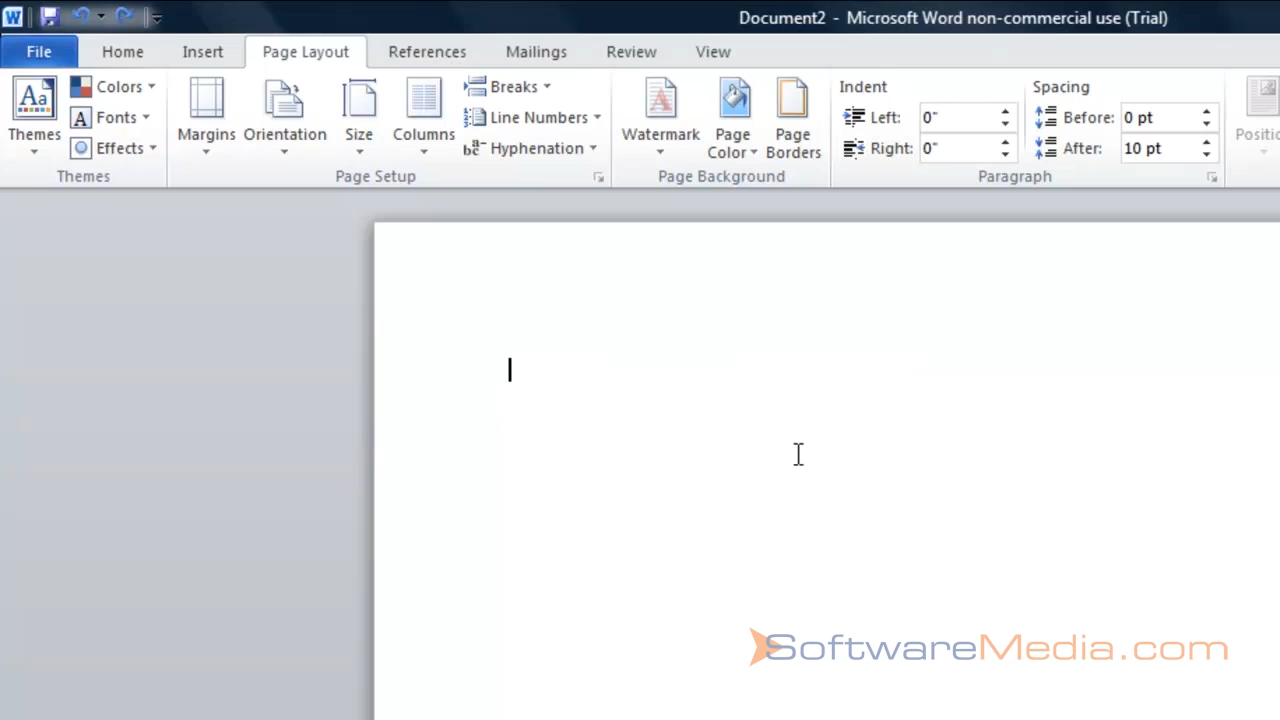 Document2 - Microsoft Word non-commercial use (Trial)
File Home Insert Page Layout References Mailings Review View
Aa Themes
Colors
A Fonts
Effects
Themes
Margins Orientation Size Columns
Breaks
Line Numbers
Hyphenation
Page Setup
Watermark Page Color Page Borders
Page Background
Indent
Left: 0"
Right: 0"
Spacing
Before: 0 pt
After: 10 pt
Paragraph
SoftwareMedia.com